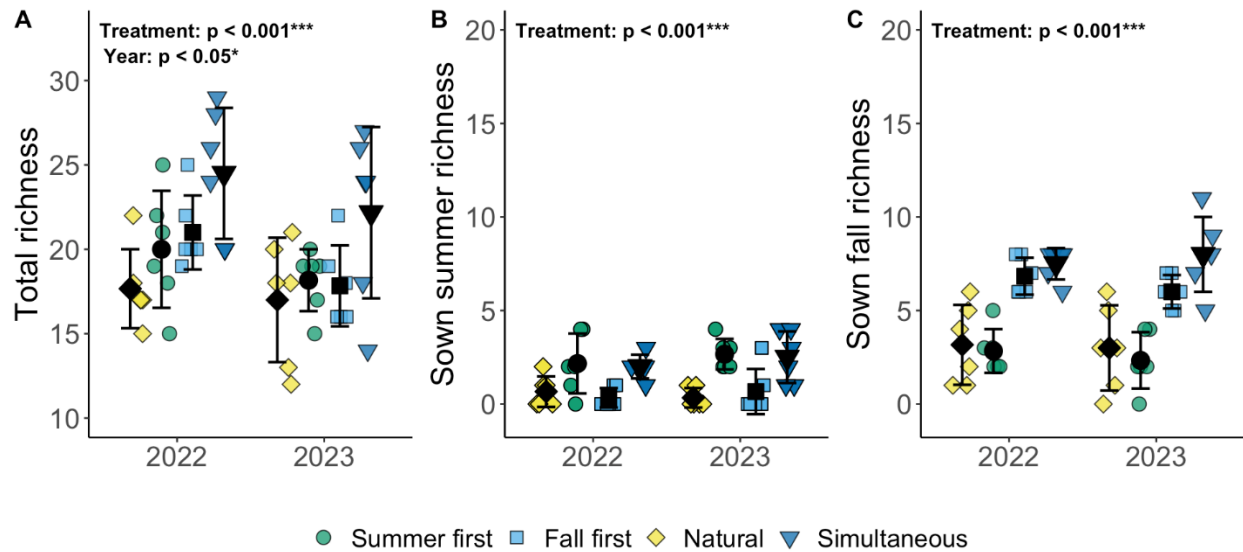 A
Treatment: p < 0.001***
Year: p < 0.05*
Total richness
30
25
20
15
10
2022
2023
B
Treatment: p < 0.001***
Sown summer richness
20
15
10
5
0
2022
2023
C
Treatment: p < 0.001***
Sown fall richness
20
15
10
5
0
2022
2023
Summer first
Fall first
Natural
Simultaneous